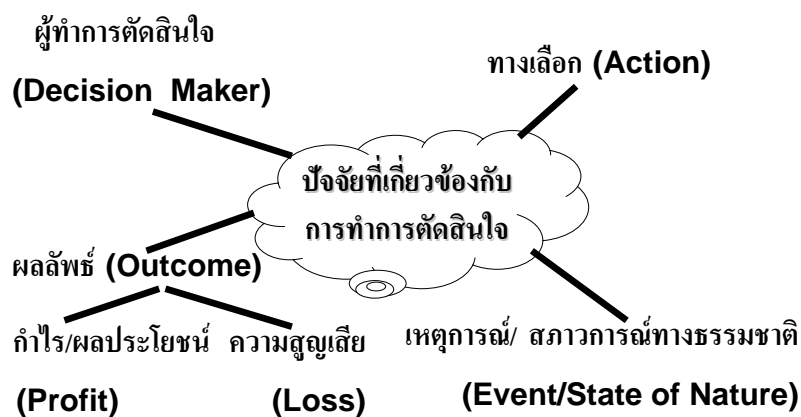 ผู้ทำการตัดสินใจ
(Decision Maker)
ทางเลือก (Action)
ปัจจัยที่เกี่ยวข้องกับ
การทำการตัดสินใจ
ผลลัพธ์ (Outcome)
กำไร/ผลประโยชน์
(Profit)
ความสูญเสีย
(Loss)
เหตุการณ์/ สภาวการณ์ทางธรรมชาติ
(Event/State of Nature)